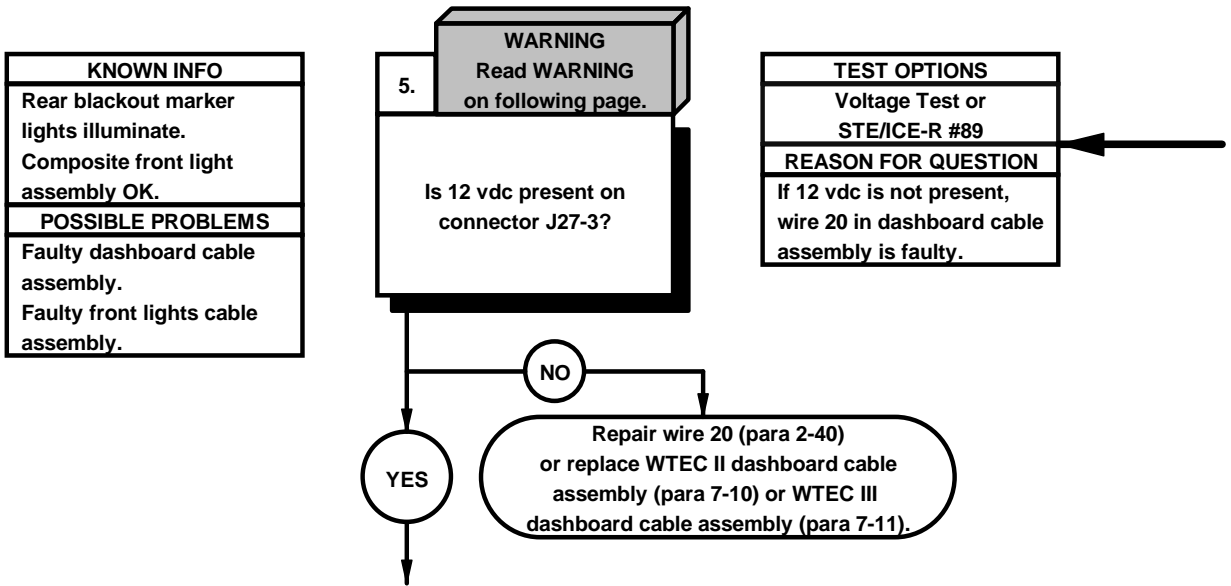 KNOWN INFO
Rear blackout marker
lights illuminate.
Composite front light
assembly OK.
POSSIBLE PROBLEMS
Faulty dashboard cable
assembly.
Faulty front lights cable
assembly.
5.
WARNING
Read WARNING
on following page.
Is 12 vdc present on
connector J27-3?
TEST OPTIONS
Voltage Test or
STE/ICE-R #89
REASON FOR QUESTION
If 12 vdc is not present,
wire 20 in dashboard cable
assembly is faulty.
NO
YES
Repair wire 20 (para 2-40)
or replace WTEC II dashboard cable
assembly (para 7-10) or WTEC III
dashboard cable assembly (para 7-11).